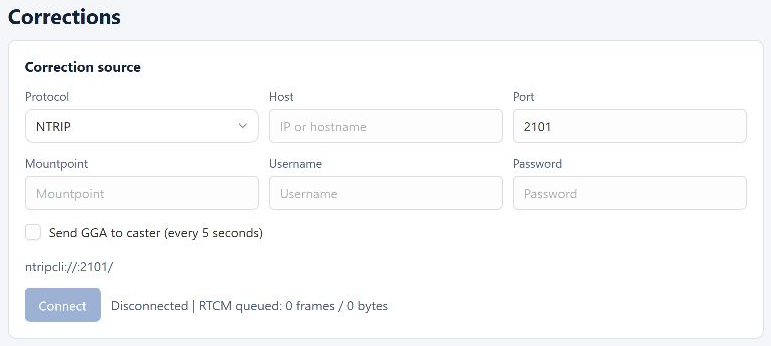 Corrections
Correction source
Protocol Host Port
NTRIP IP or hostname 2101
Mountpoint Username Password
Mountpoint Username Password
Send GGA to caster (every 5 seconds)
ntripcli://:2101/
Connect Disconnected | RTCM queued: 0 frames / 0 bytes